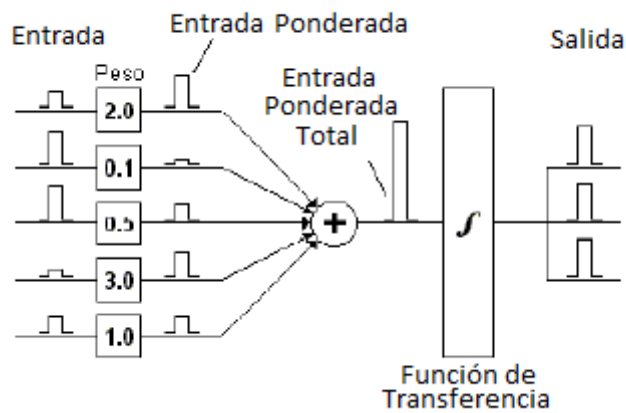 Entrada
Entrada Ponderada
Salida
Peso
Entrada
Ponderada
Total
2.0
0.1
0.5
3.0
1.0
+
∫
Función de
Transferencia